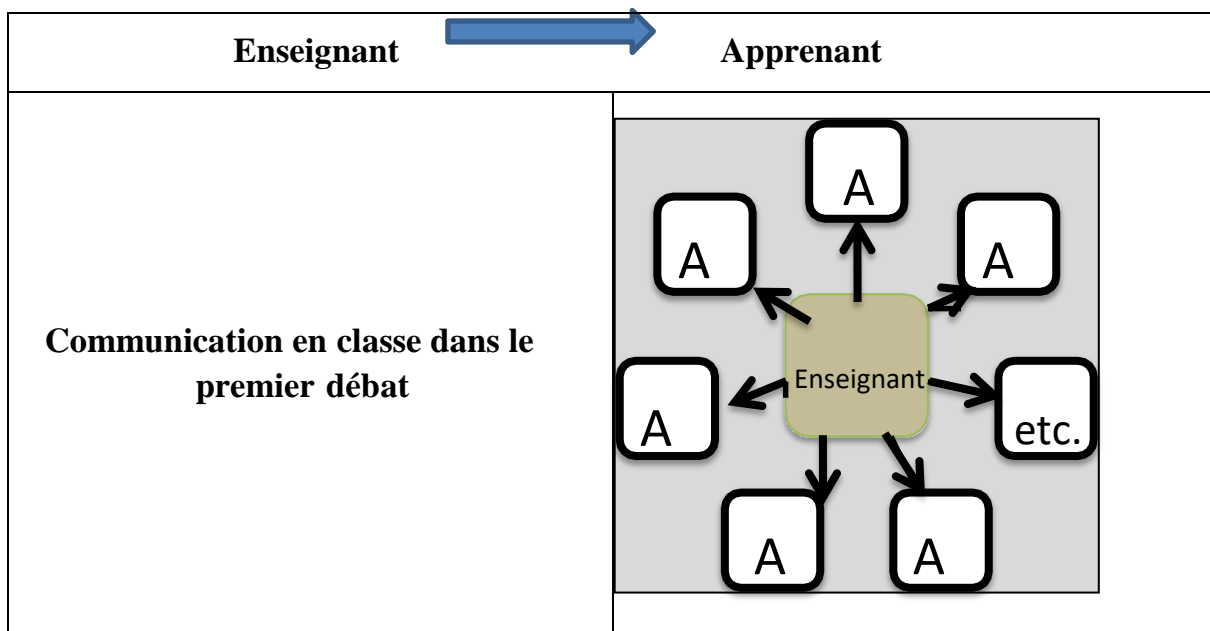 Enseignant Apprenant
Communication en classe dans le
premier débat
A
A
A
Enseignant
A
etc.
A
A